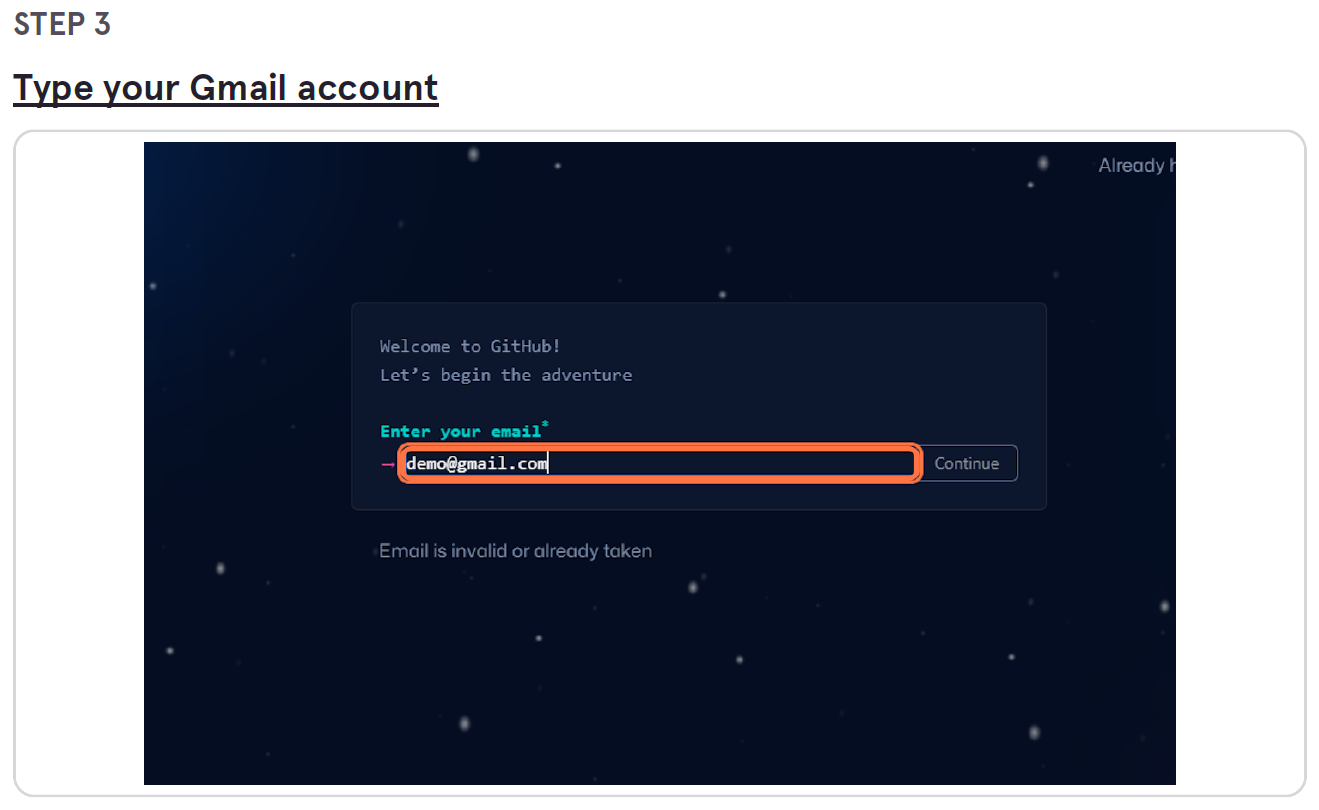 STEP 3
Type your Gmail account
Already h
Welcome to GitHub!
Let’s begin the adventure
Enter your email*
→ demo@gmail.com
Continue
Email is invalid or already taken